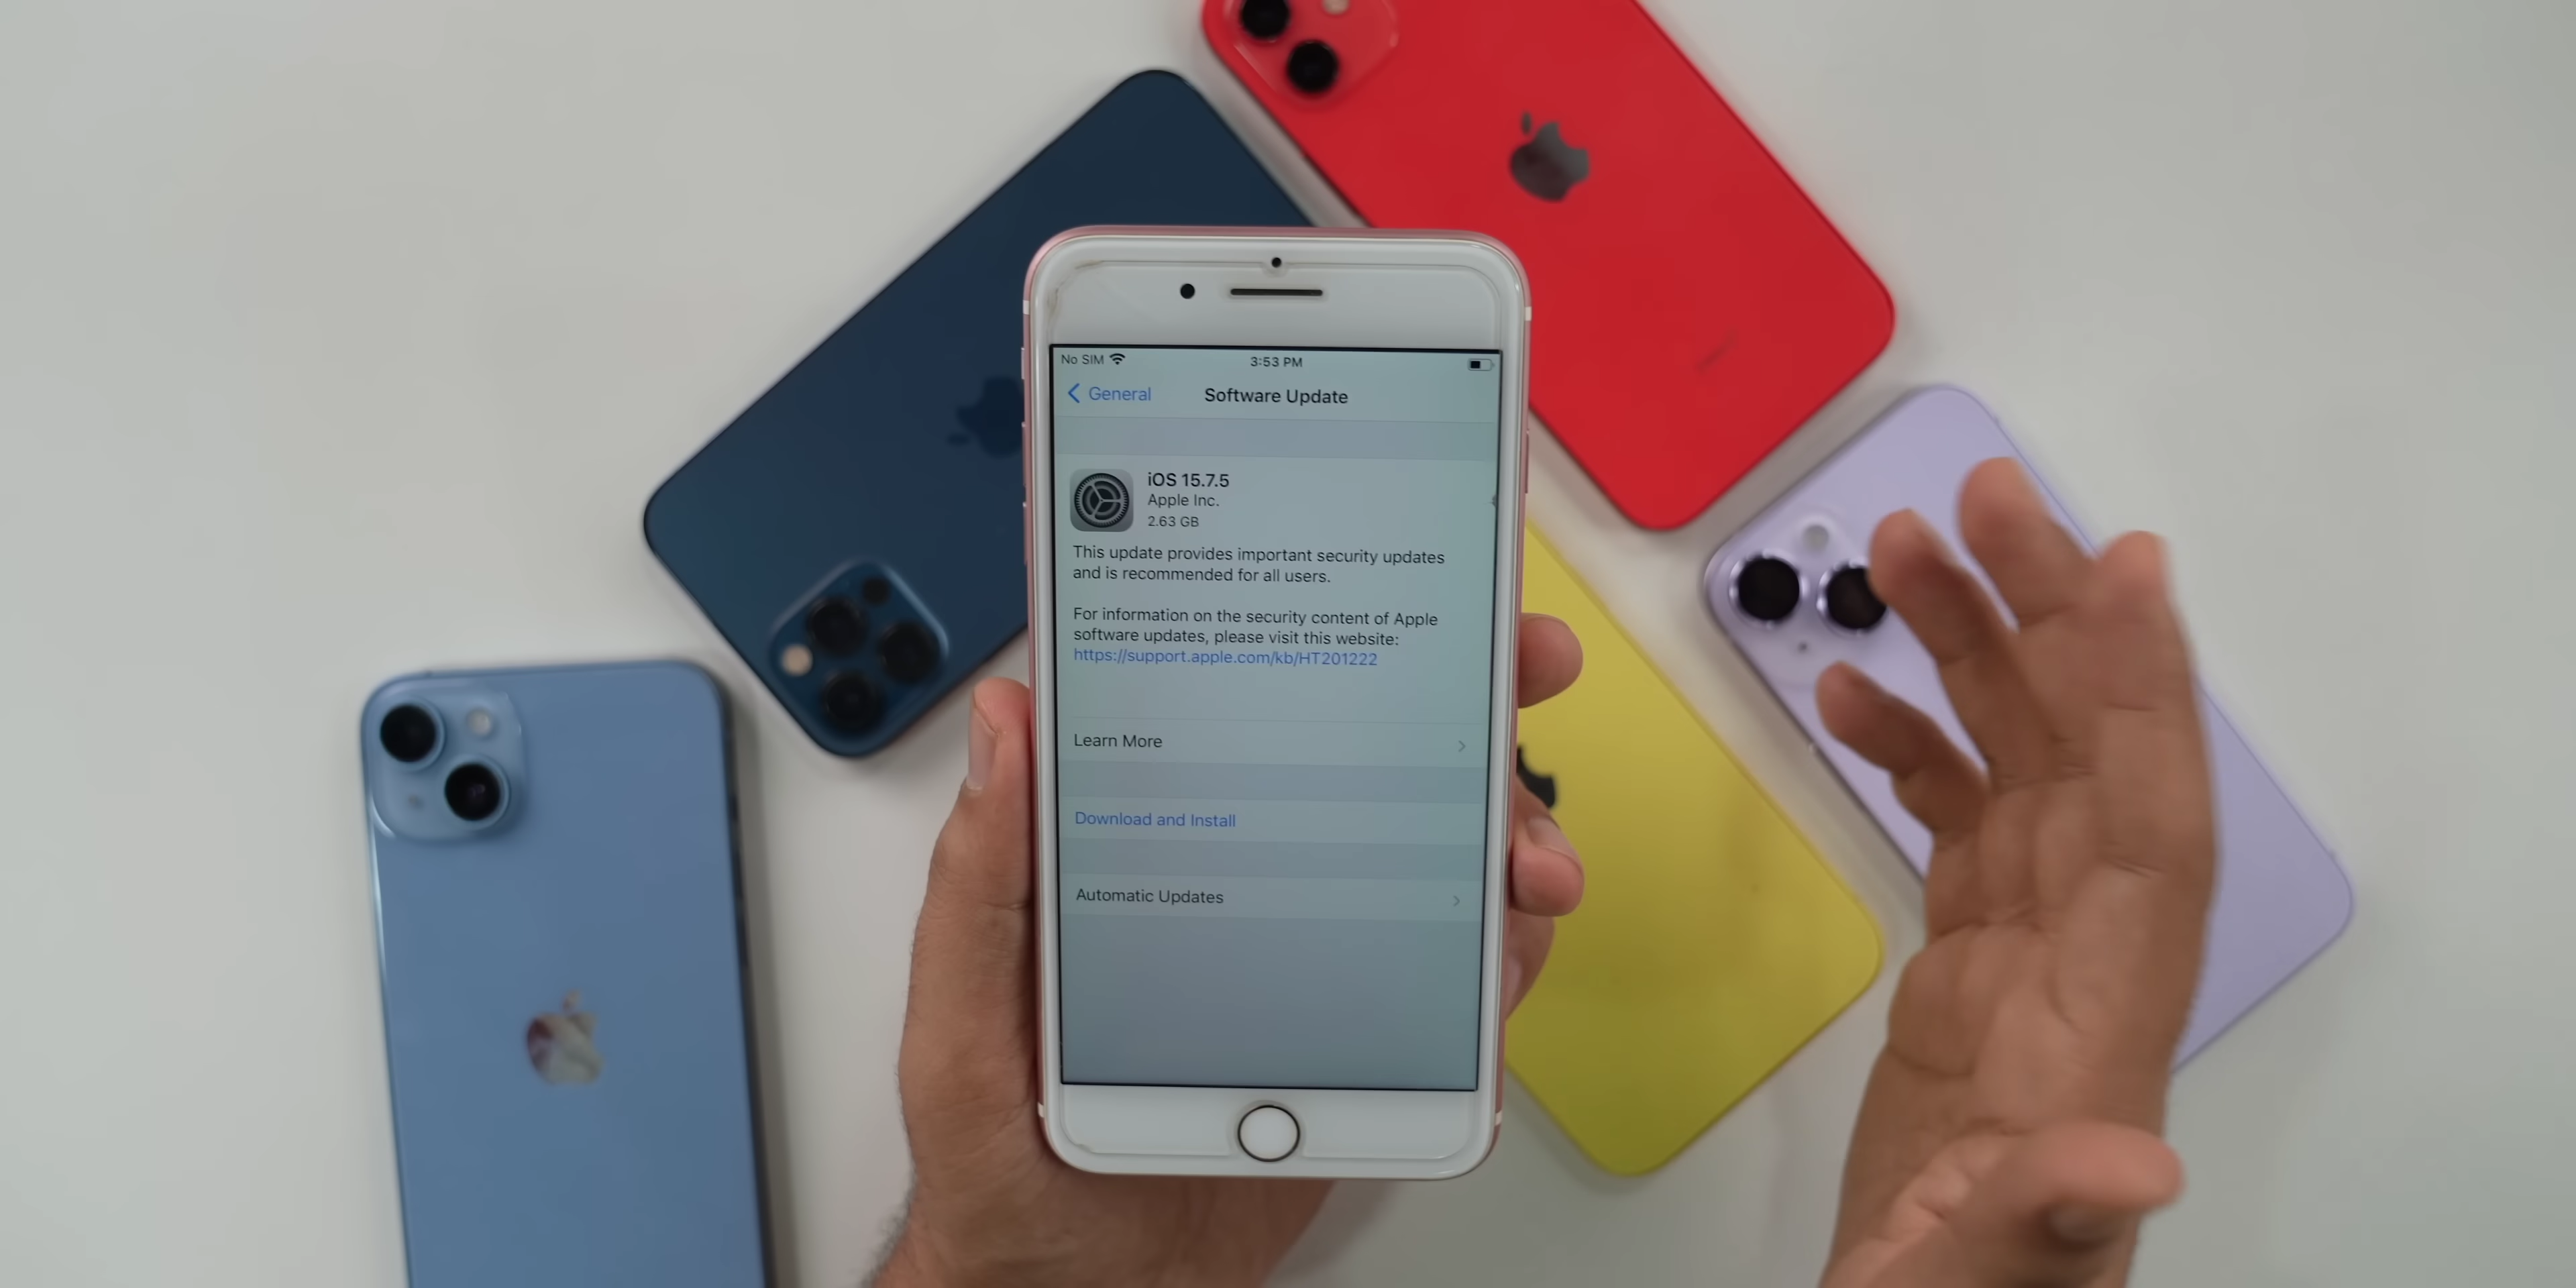 No SIM
3:53 PM
General
Software Update
iOS 15.7.5
Apple Inc.
2.63 GB
This update provides important security updates
and is recommended for all users.
For information on the security content of Apple
software updates, please visit this website:
https://support.apple.com/kb/HT201222
Learn More
Download and Install
Automatic Updates